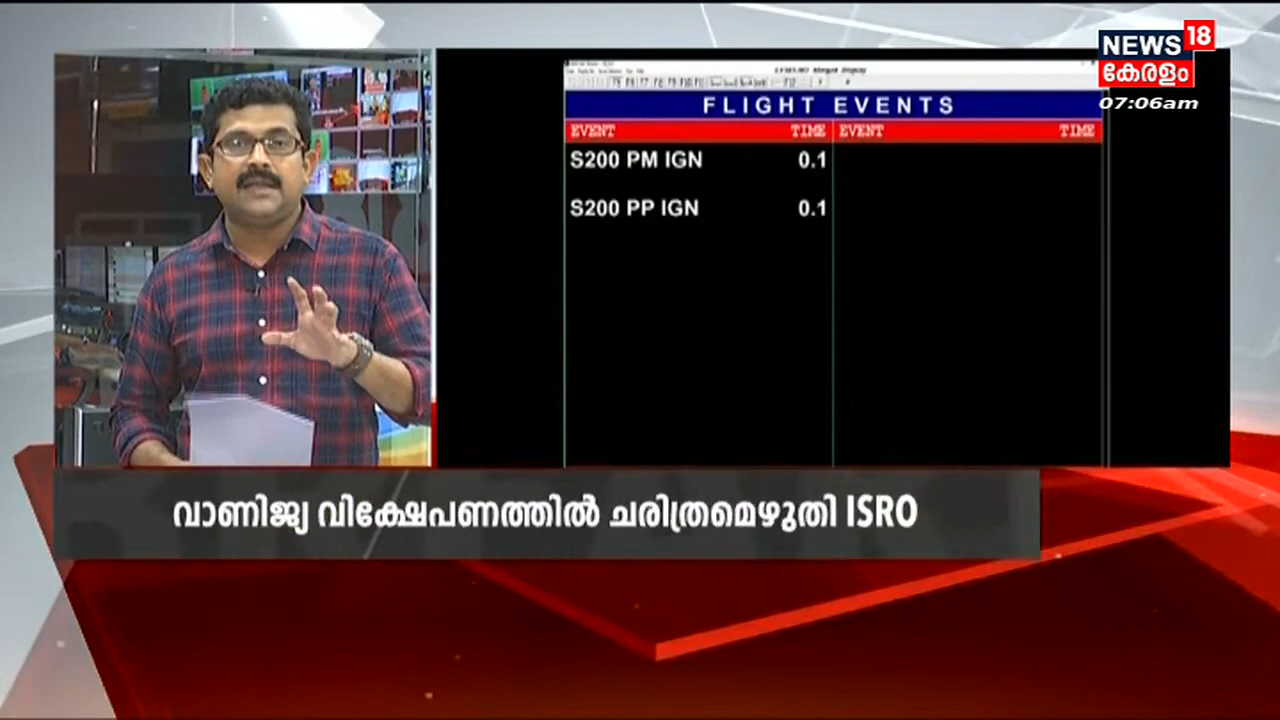 NEWS 18
കേരളം
07:06am
FLIGHT EVENTS
EVENT TIME EVENT TIME
S200 PM IGN 0.1
S200 PP IGN 0.1
വാണിജ്യ വിക്ഷേപണത്തിൽ ചരിത്രമെഴുതി ISRO